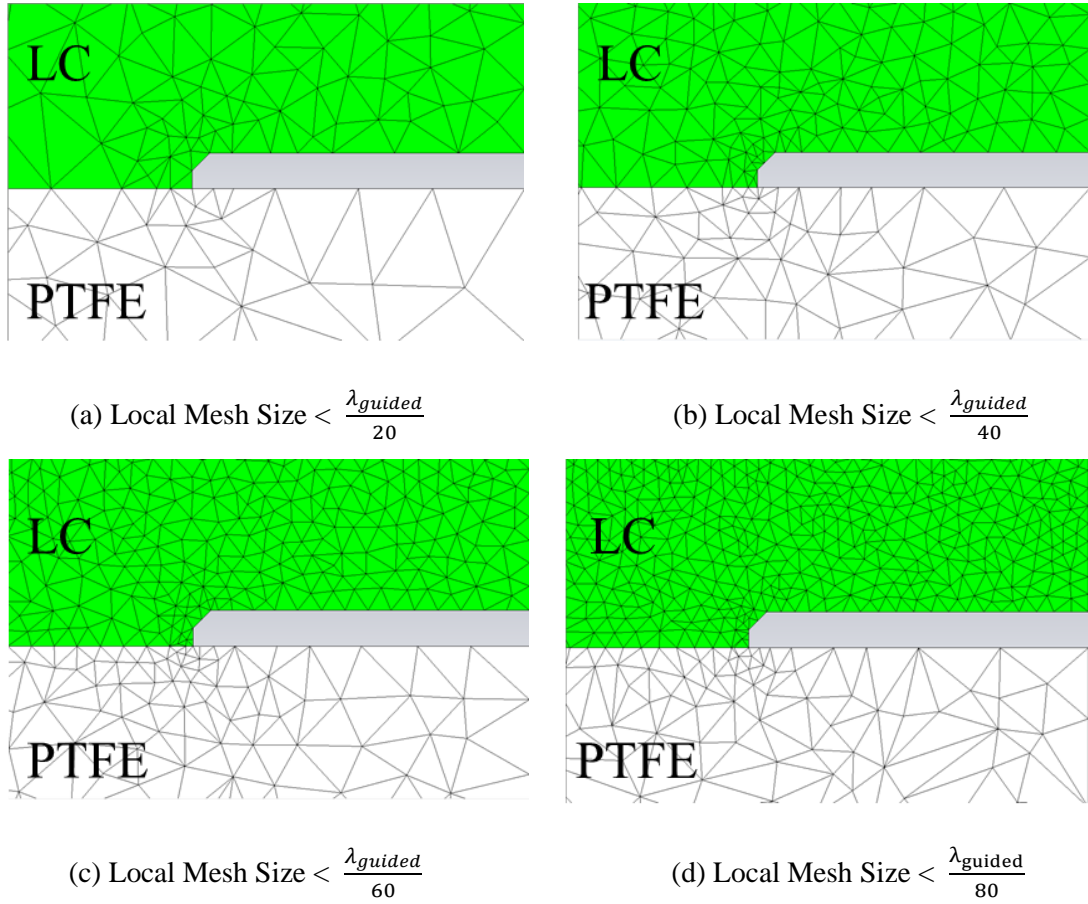 LC
PTFE
LC
PTFE
(a) Local Mesh Size < λguided/20
(b) Local Mesh Size < λguided/40
LC
PTFE
LC
PTFE
(c) Local Mesh Size < λguided/60
(d) Local Mesh Size < λguided/80